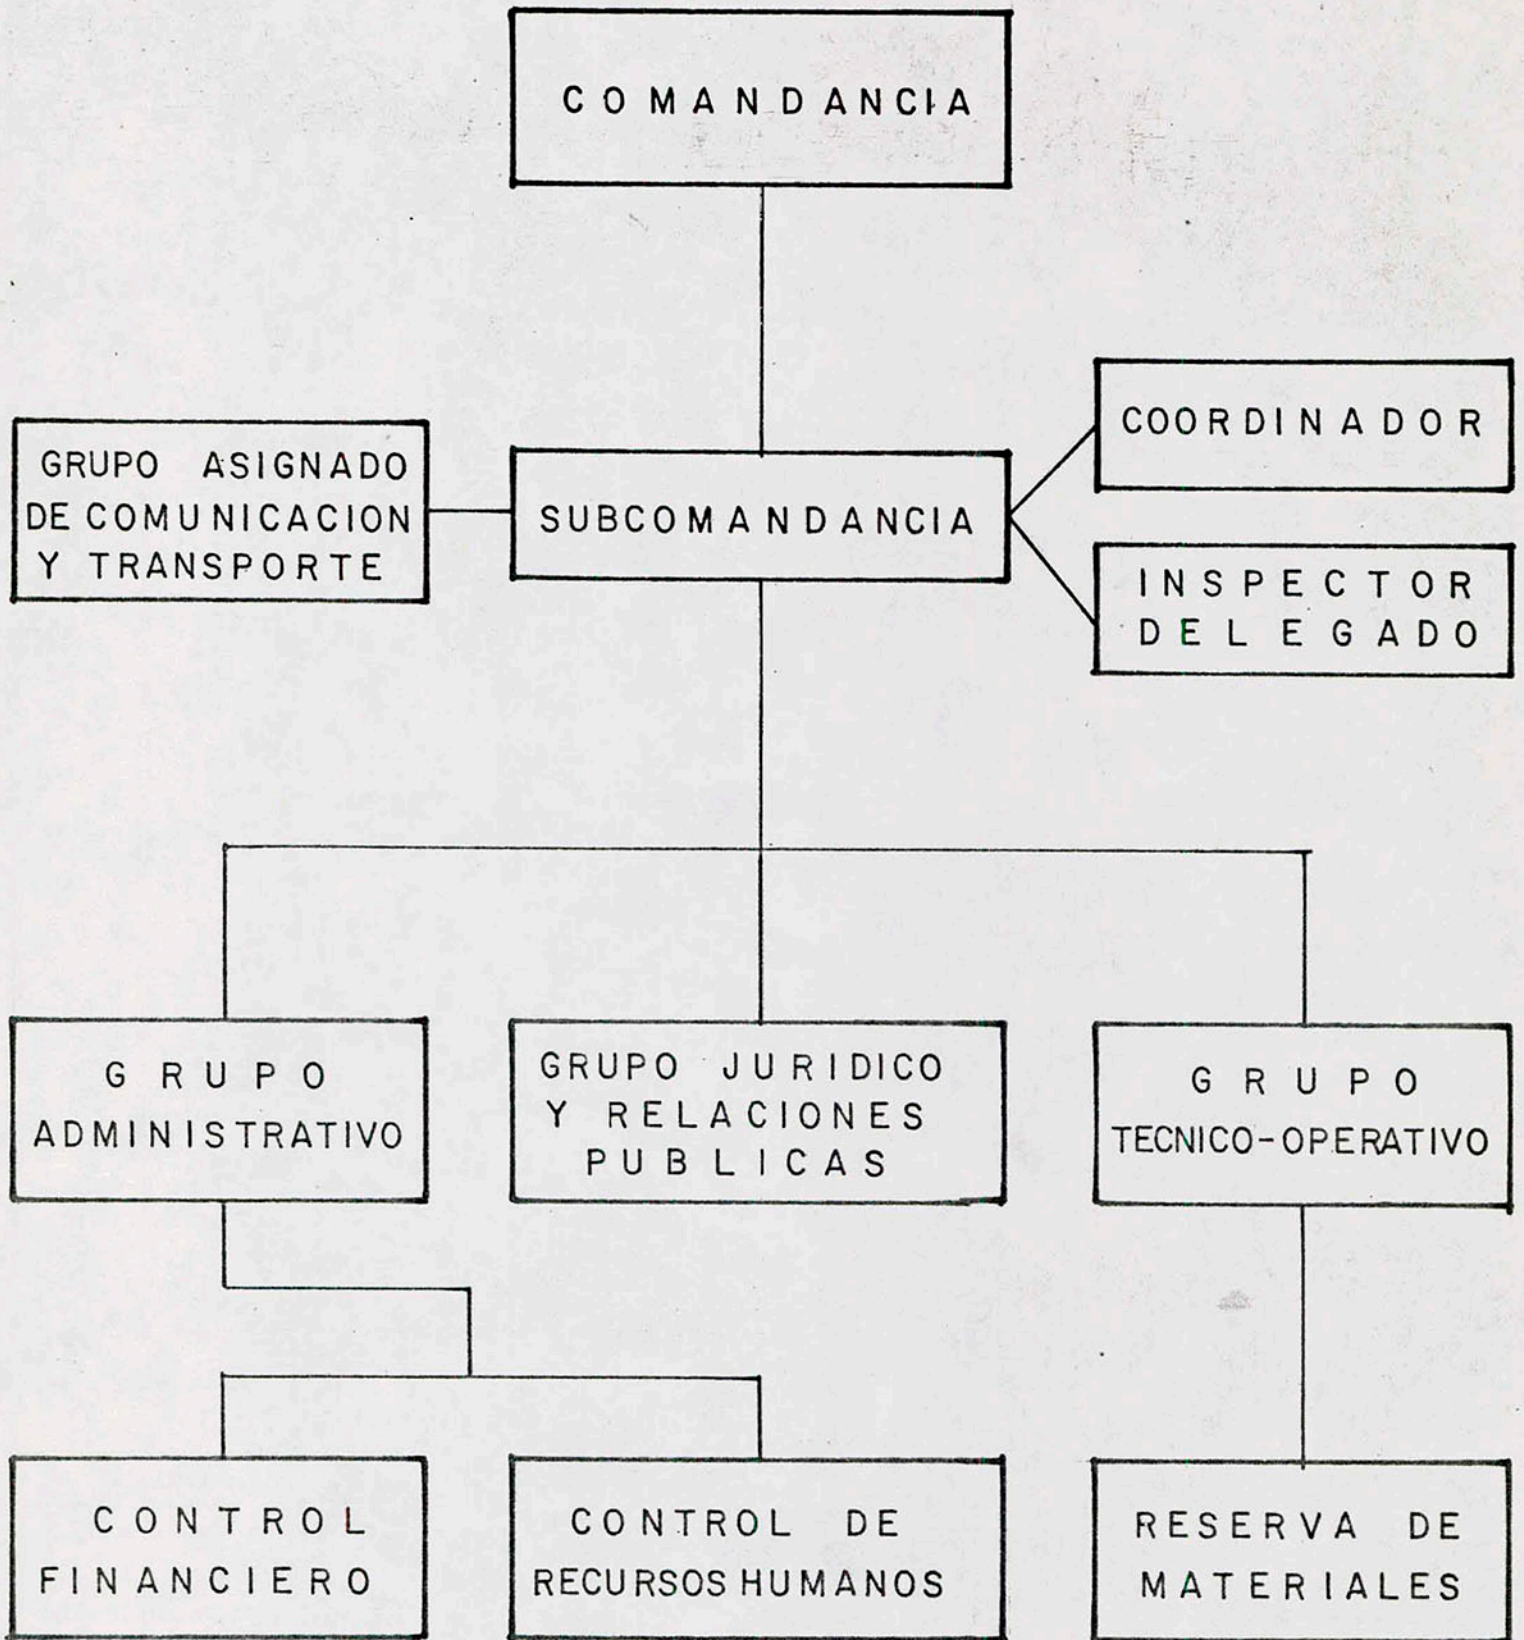 COMANDANCIA
COORDINADOR
GRUPO ASIGNADO
DE COMUNICACION
Y TRANSPORTE
SUBCOMANDANCIA
INSPECTOR
DELEGADO
GRUPO
ADMINISTRATIVO
GRUPO JURIDICO
Y RELACIONES
PUBLICAS
GRUPO
TECNICO-OPERATIVO
CONTROL
FINANCIERO
CONTROL DE
RECURSOS HUMANOS
RESERVA DE
MATERIALES